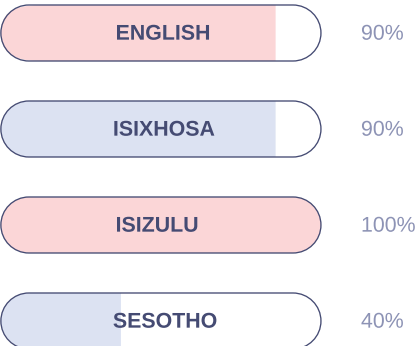 ENGLISH 90%
ISIXHOSA 90%
ISIZULU 100%
SESOTHO 40%